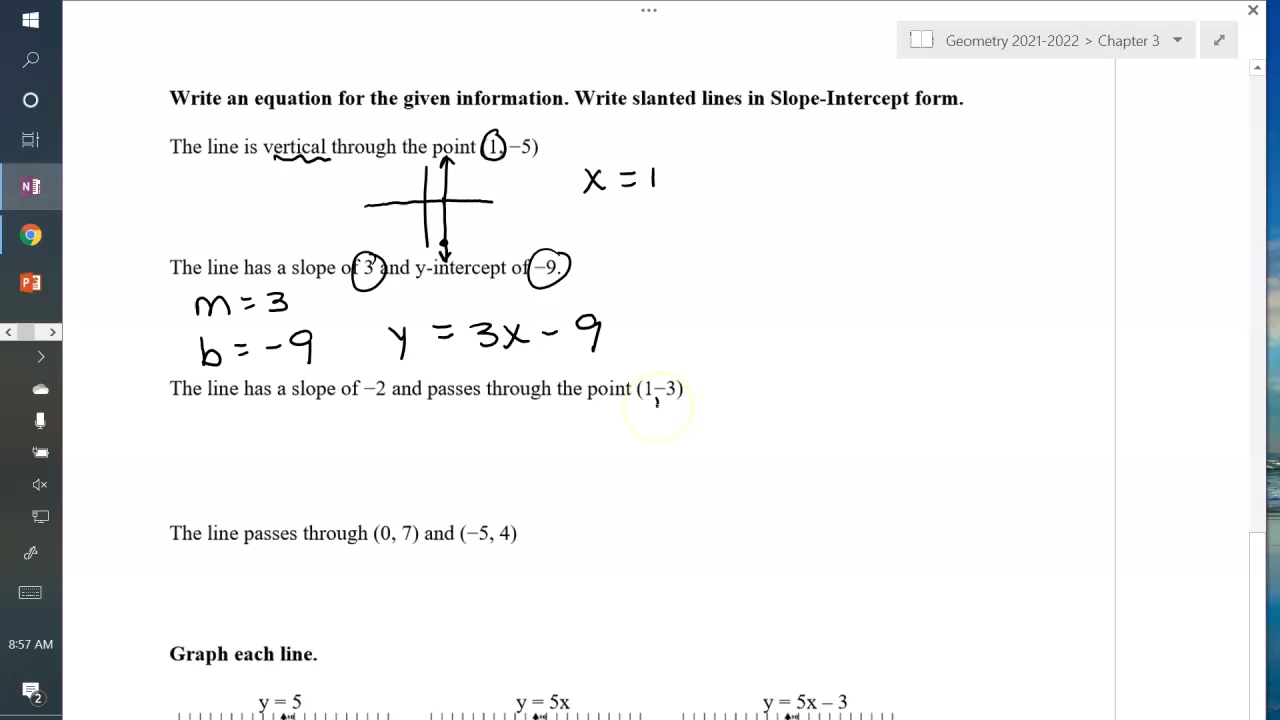 Geometry 2021-2022 > Chapter 3
Write an equation for the given information. Write slanted lines in Slope-Intercept form.
The line is vertical through the point (1, −5)
x = 1
The line has a slope of 3 and y-intercept of −9.
m = 3
b = -9
y = 3x - 9
The line has a slope of −2 and passes through the point (1,−3)
The line passes through (0, 7) and (−5, 4)
8:57 AM
Graph each line.
2
y = 5
y = 5x
y = 5x – 3